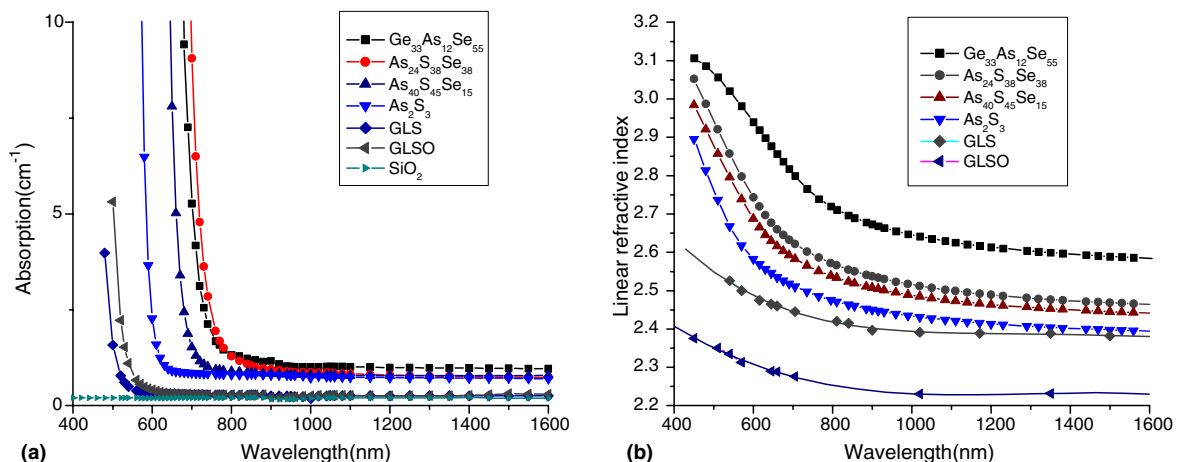 10
5
0
Absorption(cm⁻¹)
400 600 800 1000 1200 1400 1600
Wavelength(nm)
(a)
Ge₃₃As₁₂Se₅₅
As₂₄S₃₈Se₃₈
As₄₀S₄₅Se₁₅
As₂S₃
GLS
GLSO
SiO₂
3.2
3.1
3.0
2.9
2.8
2.7
2.6
2.5
2.4
2.3
2.2
Linear refractive index
400 600 800 1000 1200 1400 1600
Wavelength(nm)
(b)
Ge₃₃As₁₂Se₅₅
As₂₄S₃₈Se₃₈
As₄₀S₄₅Se₁₅
As₂S₃
GLS
GLSO